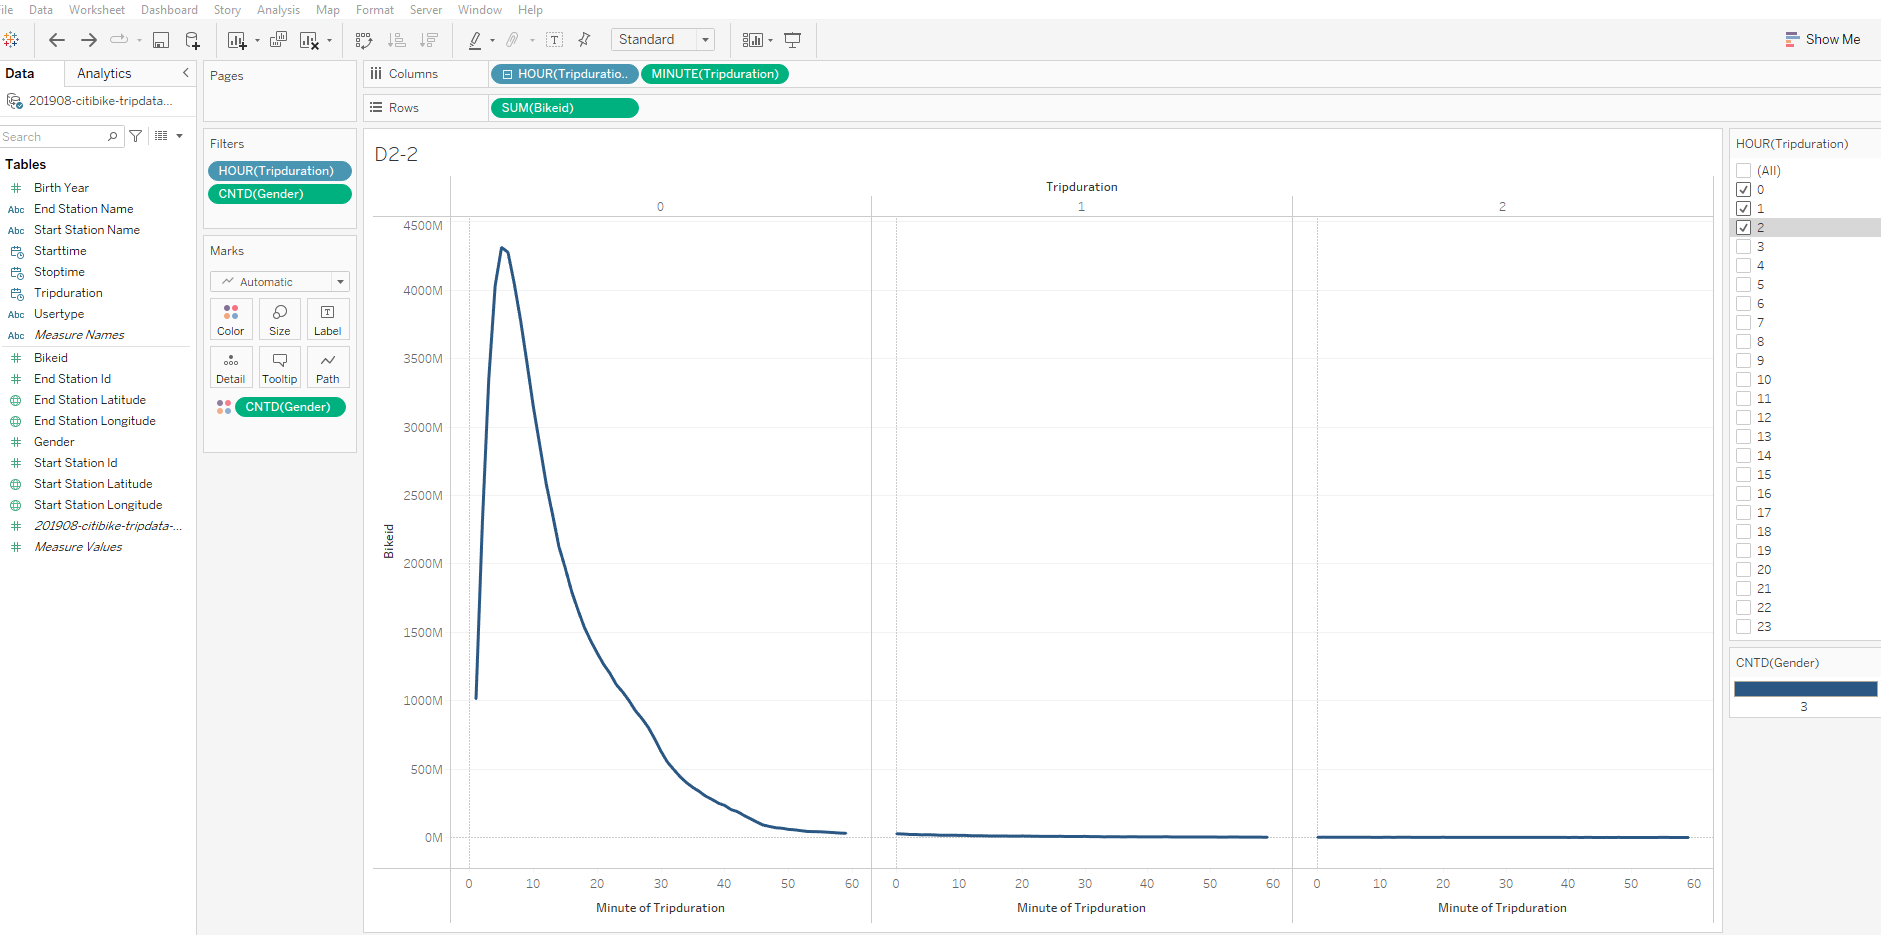 ile Data Worksheet Dashboard Story Analysis Map Format Server Window Help
Standard
Show Me
Data Analytics
201908-citibike-tripdata...
Search
Tables
Birth Year
Abc End Station Name
Abc Start Station Name
Starttime
Stoptime
Tripduration
Abc Usertype
Abc Measure Names
Bikeid
End Station Id
End Station Latitude
End Station Longitude
Gender
Start Station Id
Start Station Latitude
Start Station Longitude
201908-citibike-tripdata-...
Measure Values
Pages
Filters
HOUR(Tripduration)
CNTD(Gender)
Marks
Automatic
Color Size Label
Detail Tooltip Path
CNTD(Gender)
Columns HOUR(Tripduratio.. MINUTE(Tripduration)
Rows SUM(Bikeid)
D2-2
Tripduration
0 1 2
4500M
4000M
3500M
3000M
2500M
2000M
1500M
1000M
500M
0M
Bikeid
0 10 20 30 40 50 60 0 10 20 30 40 50 60 0 10 20 30 40 50 60
Minute of Tripduration Minute of Tripduration Minute of Tripduration
HOUR(Tripduration)
(All)
0
1
2
3
4
5
6
7
8
9
10
11
12
13
14
15
16
17
18
19
20
21
22
23
CNTD(Gender)
3